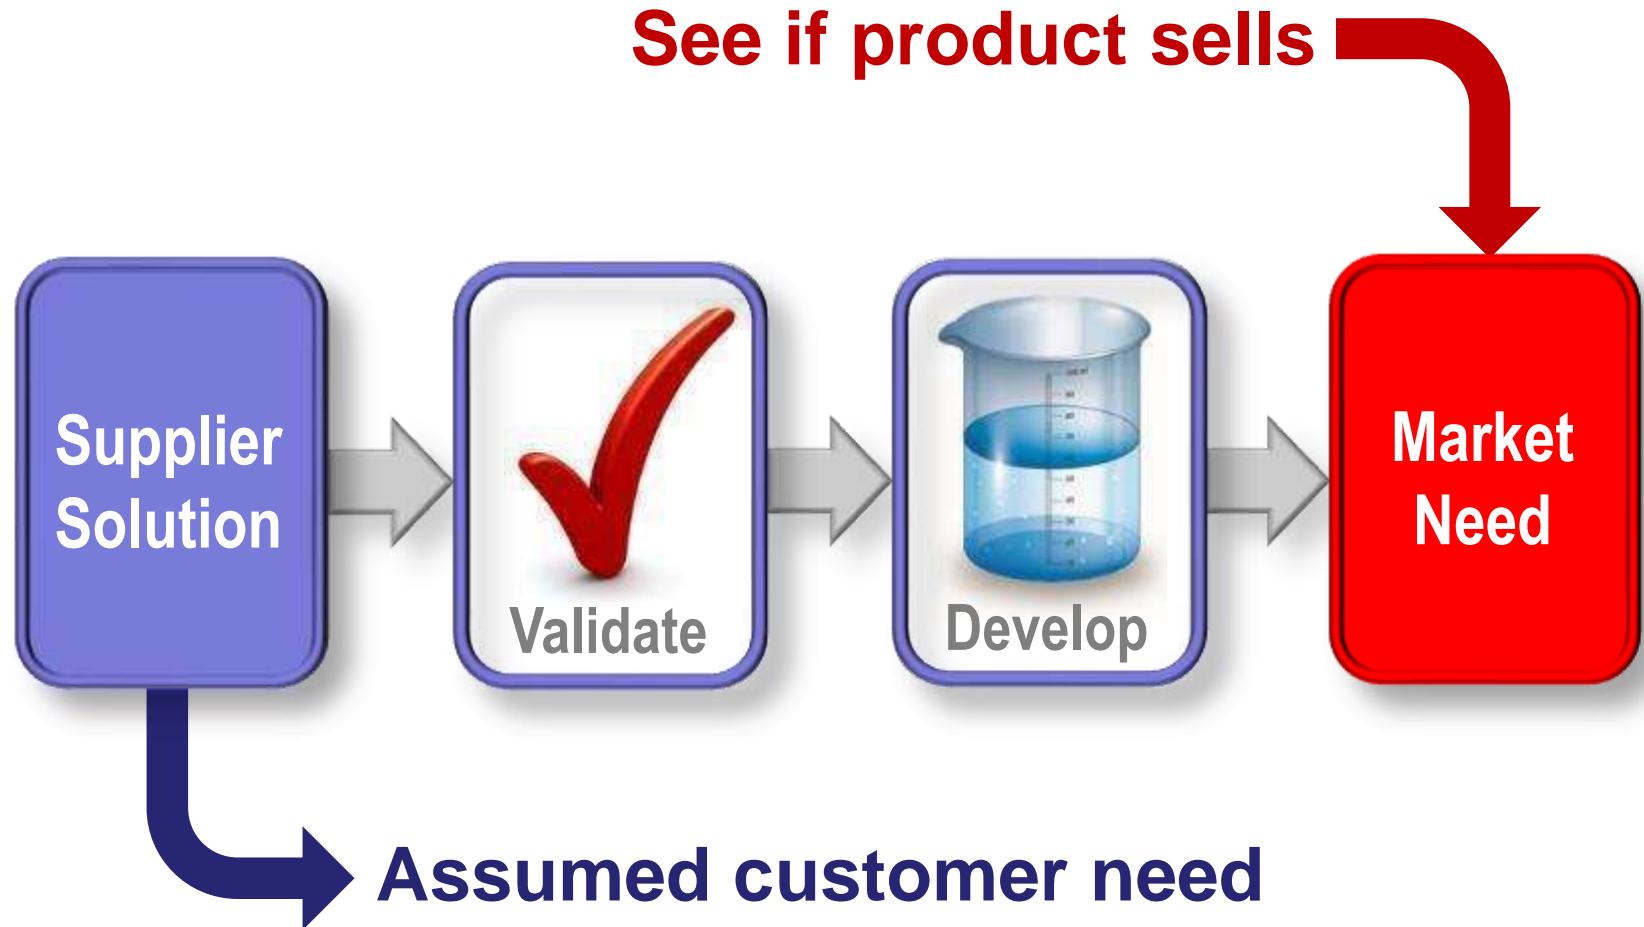 See if product sells
Supplier
Solution
Validate
Develop
Market
Need
Assumed customer need